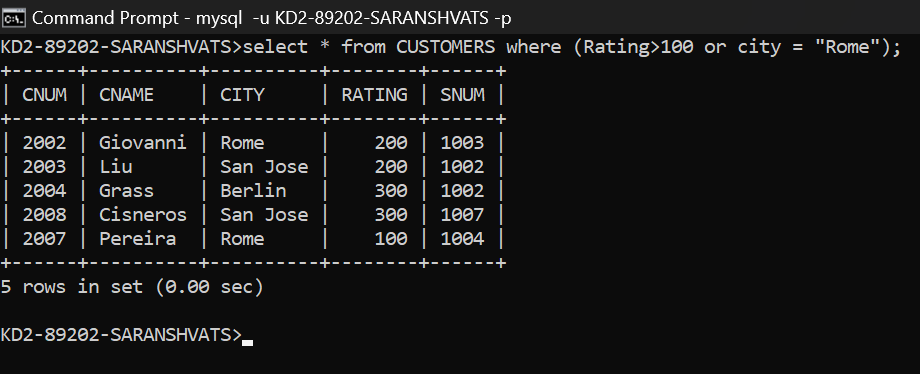 Command Prompt - mysql  -u KD2-89202-SARANSHVATS -p
KD2-89202-SARANSHVATS>select * from CUSTOMERS where (Rating>100 or city = "Rome");
+------+----------+----------+--------+------+
| CNUM | CNAME    | CITY     | RATING | SNUM |
+------+----------+----------+--------+------+
| 2002 | Giovanni | Rome     |    200 | 1003 |
| 2003 | Liu      | San Jose |    200 | 1002 |
| 2004 | Grass    | Berlin   |    300 | 1002 |
| 2008 | Cisneros | San Jose |    300 | 1007 |
| 2007 | Pereira  | Rome     |    100 | 1004 |
+------+----------+----------+--------+------+
5 rows in set (0.00 sec)
KD2-89202-SARANSHVATS>